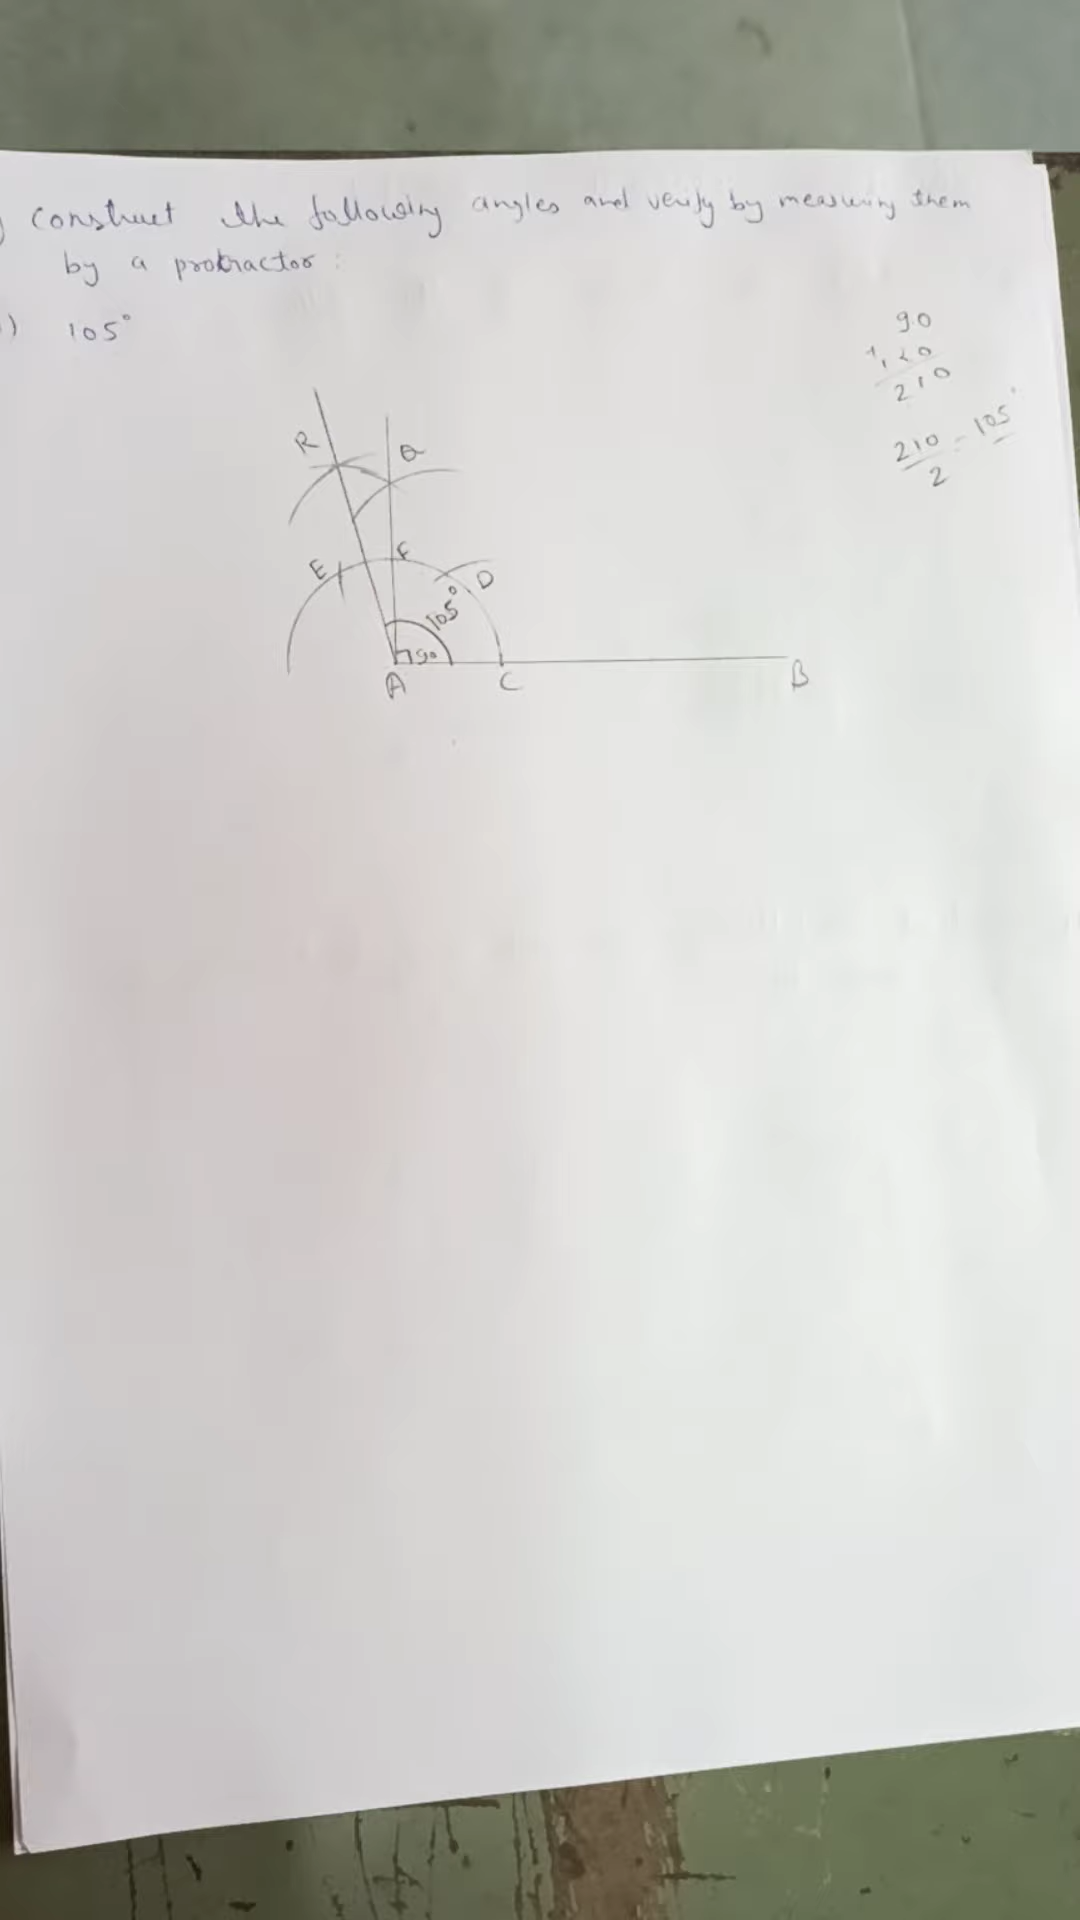 construct the following angles and verify by measuring them
by a protractor :
) 105°
90
+120
210
210/2 = 105°
R
Q
E
F
D
105°
90
A
C
B